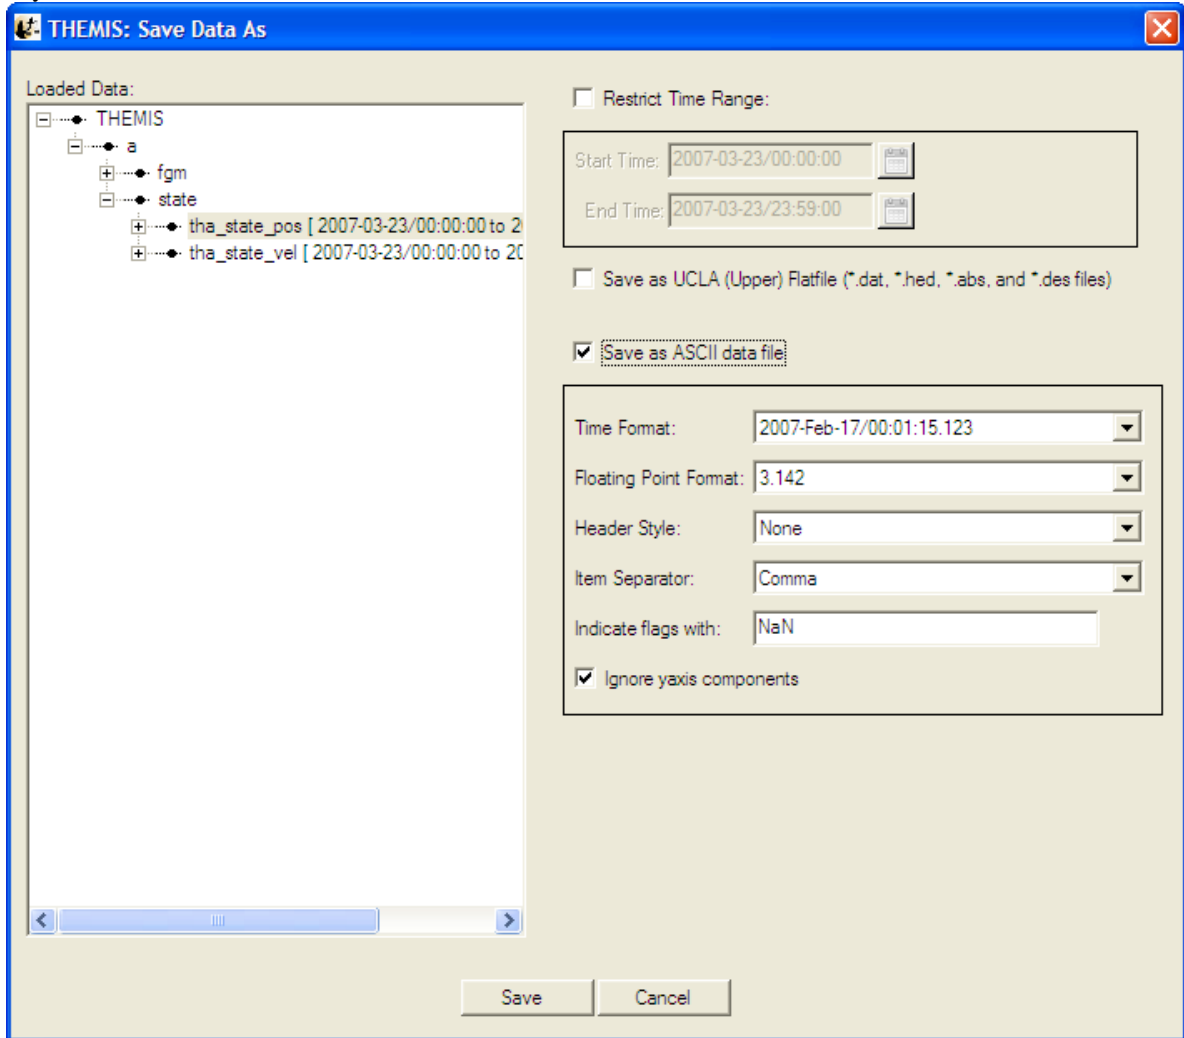 THEMIS: Save Data As
Loaded Data:
THEMIS
a
fgm
state
tha_state_pos [ 2007-03-23/00:00:00 to 2
tha_state_vel [ 2007-03-23/00:00:00 to 20
Restrict Time Range:
Start Time: 2007-03-23/00:00:00
End Time: 2007-03-23/23:59:00
Save as UCLA (Upper) Flatfile (*.dat, *.hed, *.abs, and *.des files)
Save as ASCII data file
Time Format: 2007-Feb-17/00:01:15.123
Floating Point Format: 3.142
Header Style: None
Item Separator: Comma
Indicate flags with: NaN
Ignore yaxis components
Save Cancel